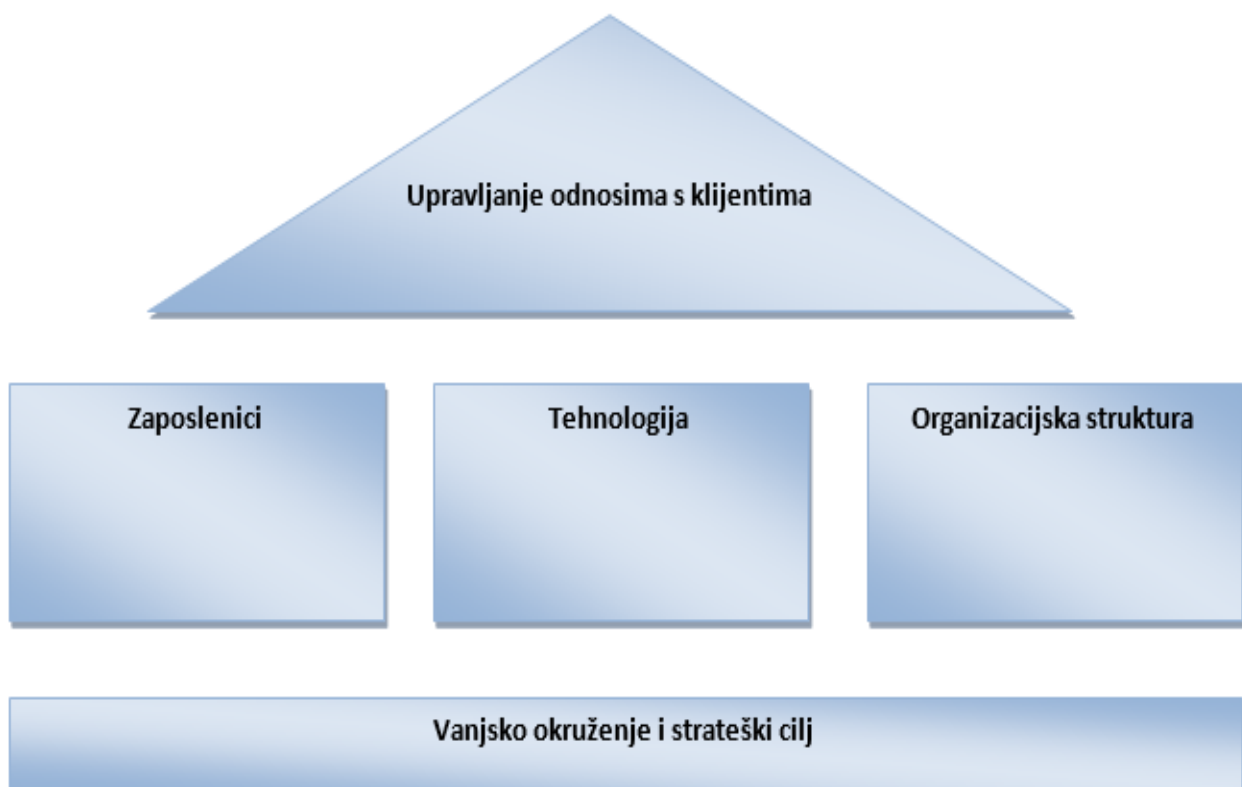 Upravljanje odnosima s klijentima
Zaposlenici
Tehnologija
Organizacijska struktura
Vanjsko okruženje i strateški cilj